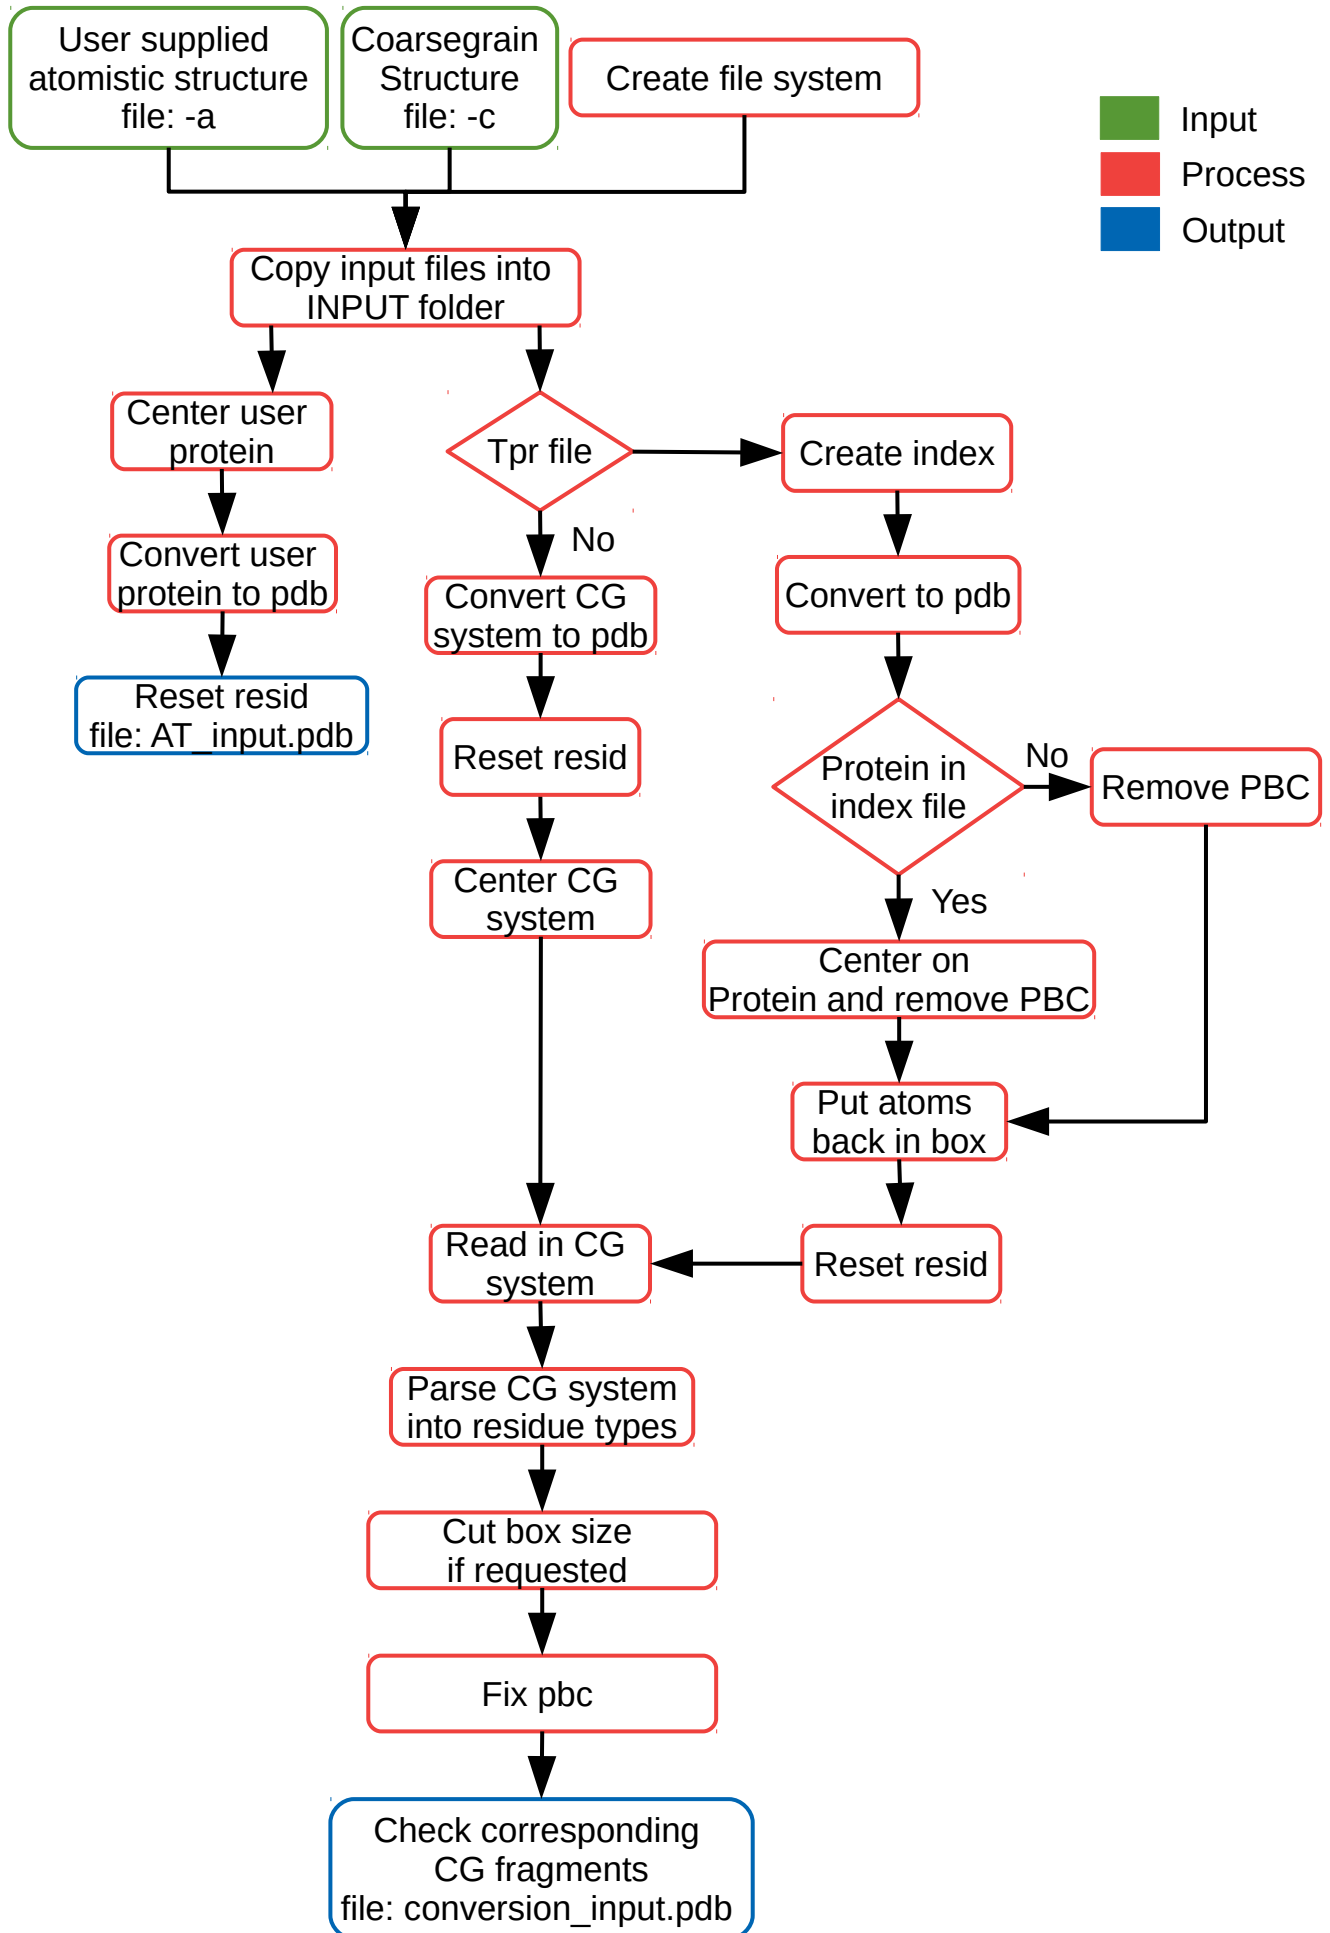 User supplied
atomistic structure
file: -a
Coarsegrain
Structure
file: -c
Create file system
Input
Process
Output
Copy input files into
INPUT folder
Center user
protein
Tpr file
Create index
No
Convert user
protein to pdb
Convert CG
system to pdb
Convert to pdb
Reset resid
file: AT_input.pdb
Reset resid
Protein in
index file
No
Remove PBC
Center CG
system
Yes
Center on
Protein and remove PBC
Put atoms
back in box
Read in CG
system
Reset resid
Parse CG system
into residue types
Cut box size
if requested
Fix pbc
Check corresponding
CG fragments
file: conversion_input.pdb